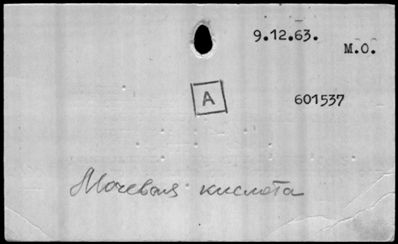 9.12.63.
М.О.
А
601537
Мочевая кислота